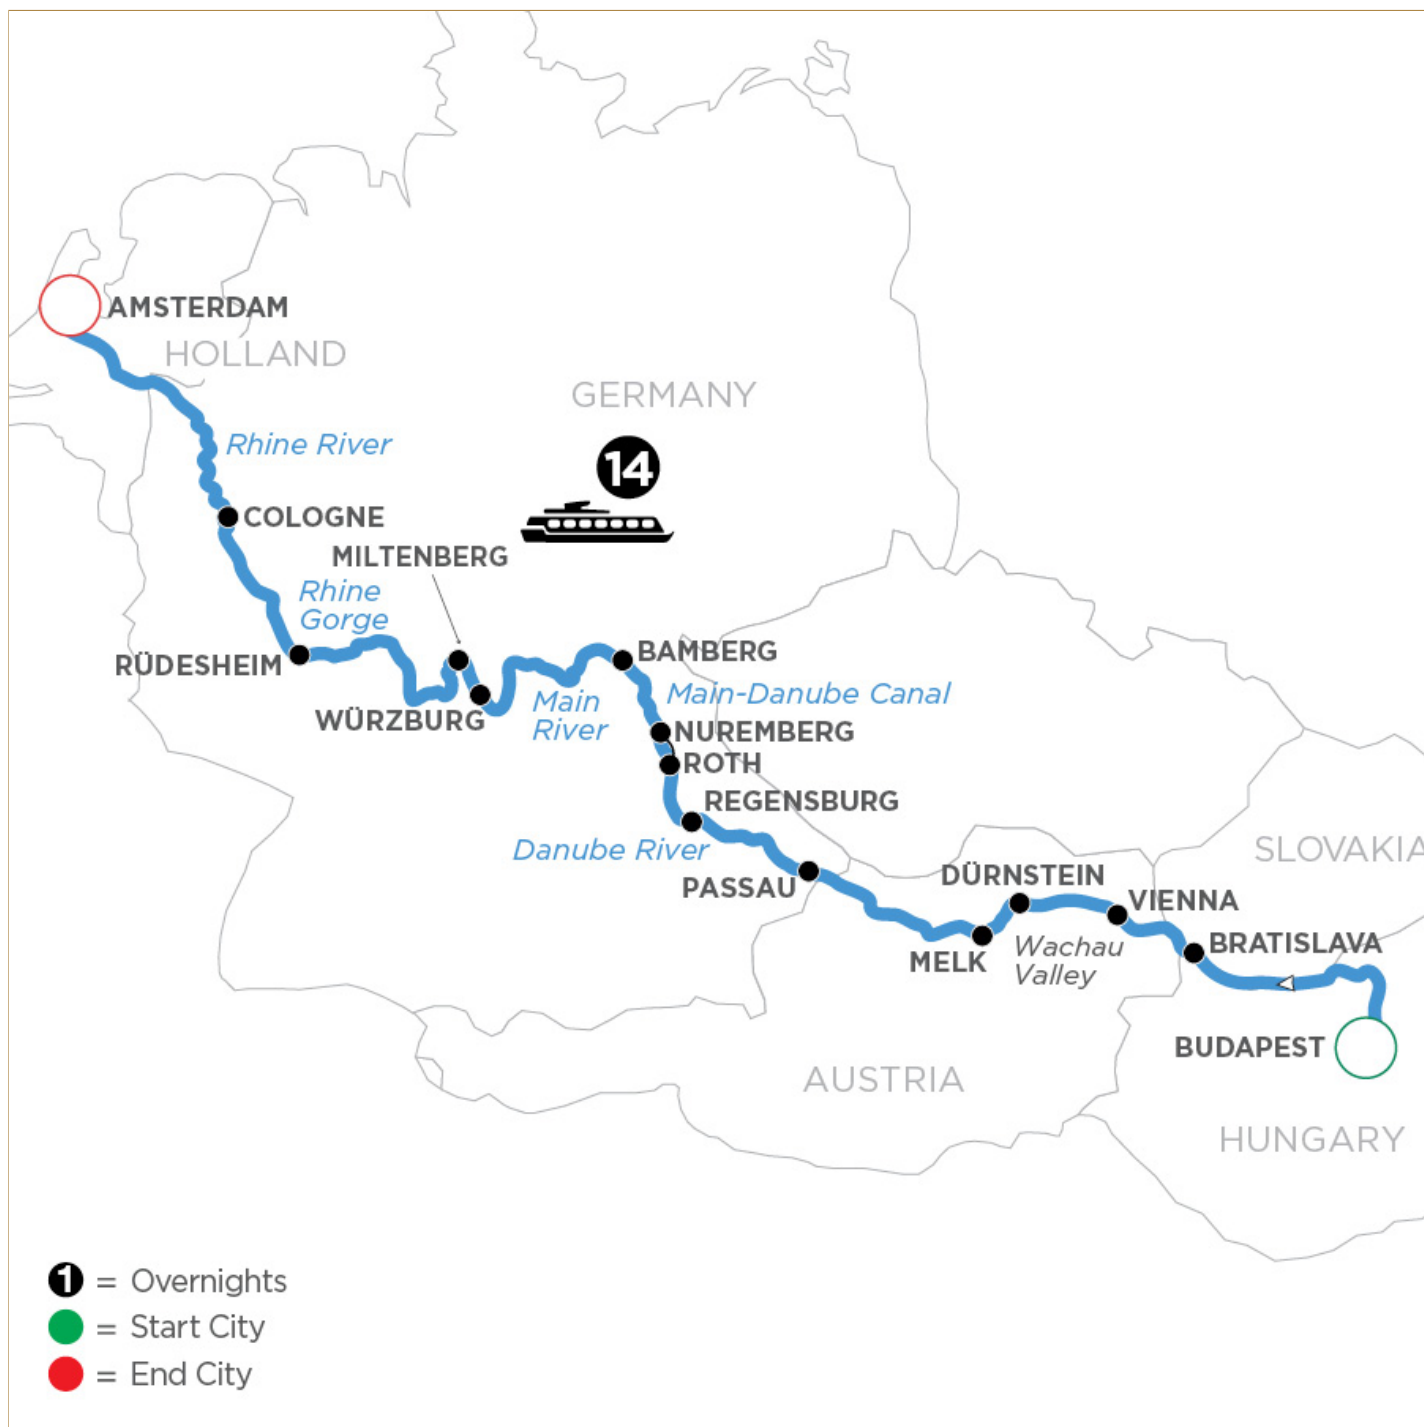 AMSTERDAM
HOLLAND
GERMANY
Rhine River
14
COLOGNE
MILTENBERG
Rhine
Gorge
RÜDESHEIM
BAMBERG
Main-Danube Canal
Main
River
WÜRZBURG
NUREMBERG
ROTH
REGENSBURG
Danube River
SLOVAKIA
PASSAU
DÜRNSTEIN
VIENNA
BRATISLAVA
Wachau
Valley
MELK
BUDAPEST
AUSTRIA
HUNGARY
1 = Overnights
= Start City
= End City